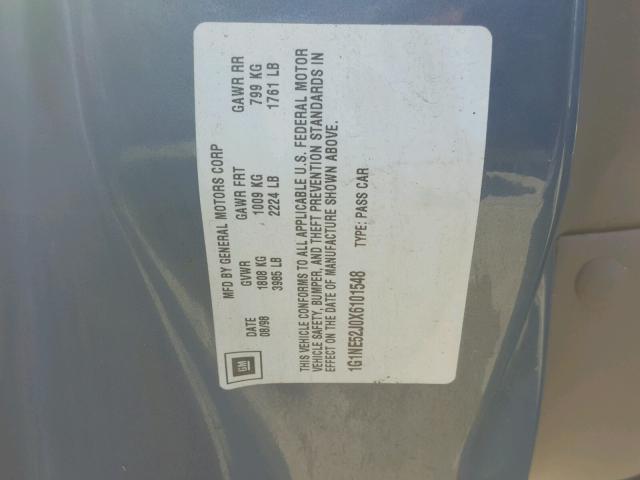 MFD BY GENERAL MOTORS CORP
DATE GVWR GAWR FRT GAWR RR
08/98 1808 KG 1009 KG 799 KG
3985 LB 2224 LB 1761 LB
GM
THIS VEHICLE CONFORMS TO ALL APPLICABLE U.S. FEDERAL MOTOR
VEHICLE SAFETY, BUMPER, AND THEFT PREVENTION STANDARDS IN
EFFECT ON THE DATE OF MANUFACTURE SHOWN ABOVE.
1G1NE52J0X6101548 TYPE: PASS CAR